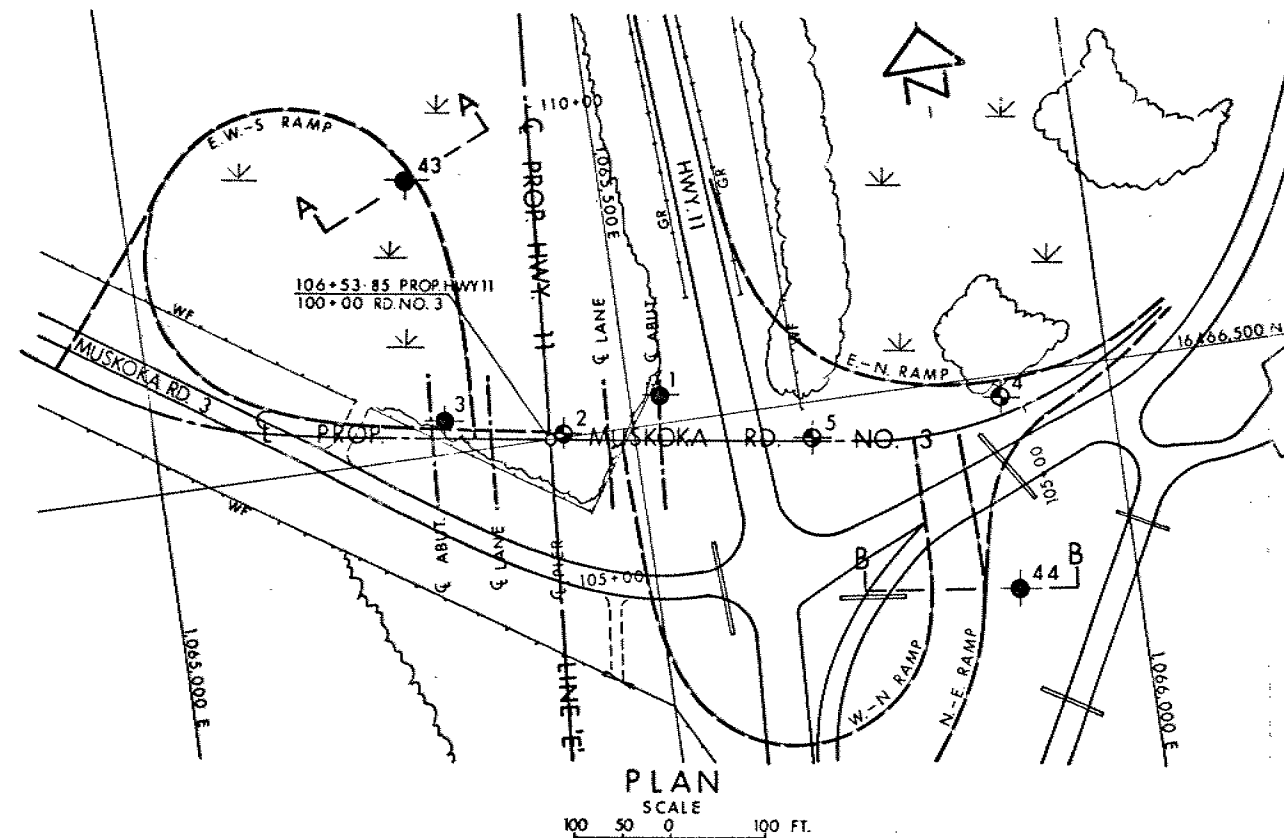 E.W.-S RAMP
A
110+00
N
43
℄ PROP. HWY. 11
1,065,500 E
HWY. 11
GR
GR
A
106+53.85 PROP. HWY 11
100+00 RD. NO. 3
WF
℄ LANE
℄ ABUT.
WF
E.-N. RAMP
16,466,500 N
MUSKOKA RD. 3
1
4
3
2
5
℄ PROP. MUSKOKA RD. NO. 3
105+00
WF
℄ ABUT.
℄ LANE
℄ PIER
105+00
B
44
B
1,065,000 E
LINE 'E'
W.-N RAMP
N.-E. RAMP
1,066,000 E
PLAN
SCALE
100 50 0 100 FT.